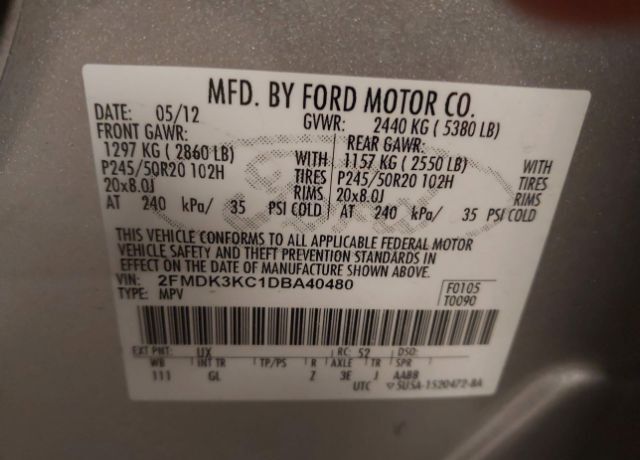 MFD. BY FORD MOTOR CO.
DATE: 05/12 GVWR: 2440 KG ( 5380 LB)
FRONT GAWR: REAR GAWR:
1297 KG ( 2860 LB) WITH 1157 KG ( 2550 LB) WITH
P245/50R20 102H TIRES P245/50R20 102H TIRES
20x8.0J RIMS 20x8.0J RIMS
AT 240 kPa/ 35 PSI COLD AT 240 kPa/ 35 PSI COLD
THIS VEHICLE CONFORMS TO ALL APPLICABLE FEDERAL MOTOR
VEHICLE SAFETY AND THEFT PREVENTION STANDARDS IN
EFFECT ON THE DATE OF MANUFACTURE SHOWN ABOVE.
VIN: 2FMDK3KC1DBA40480 F0105
TYPE: MPV T0090
EXT PNT: UX RC: 52 DSO:
WB INT TR TP/PS R AXLE TR SPR
111 GL Z 3E J AABB
UTC 5USA-1520472-BA